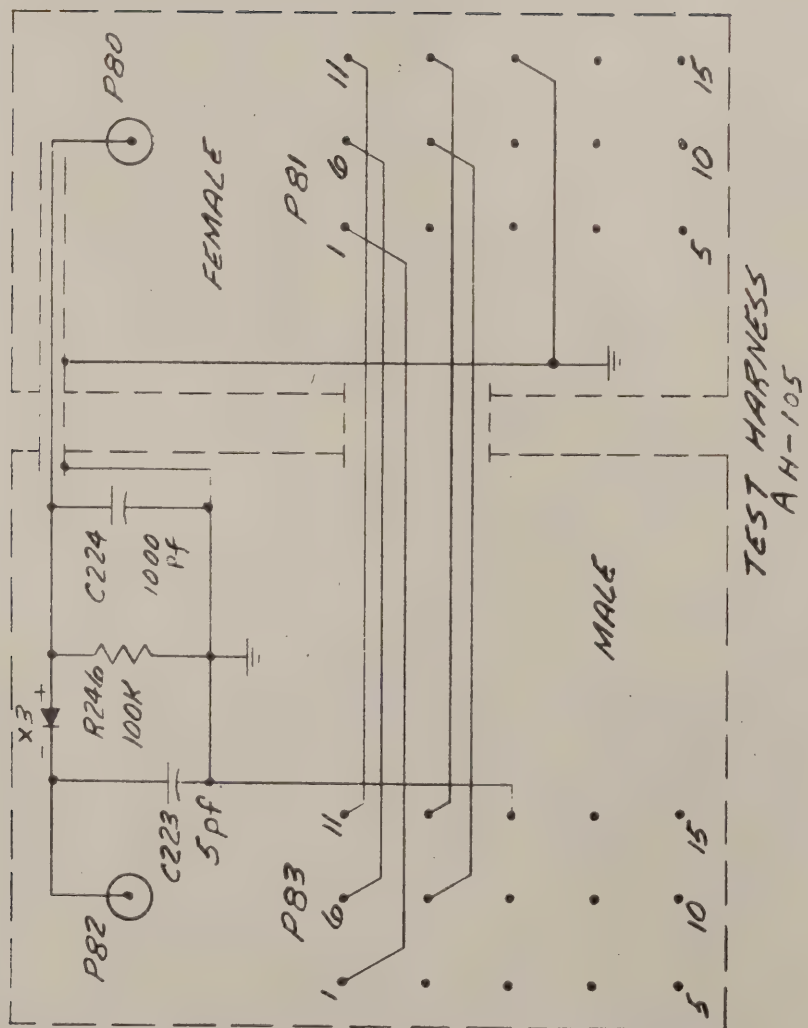 P82
P80
X3
-
+
C223
5pf
R246
100K
C224
1000
pf
FEMALE
P83
P81
1
6
11
1
6
11
5
10
15
5
10
15
MALE
TEST HARNESS
AH-105